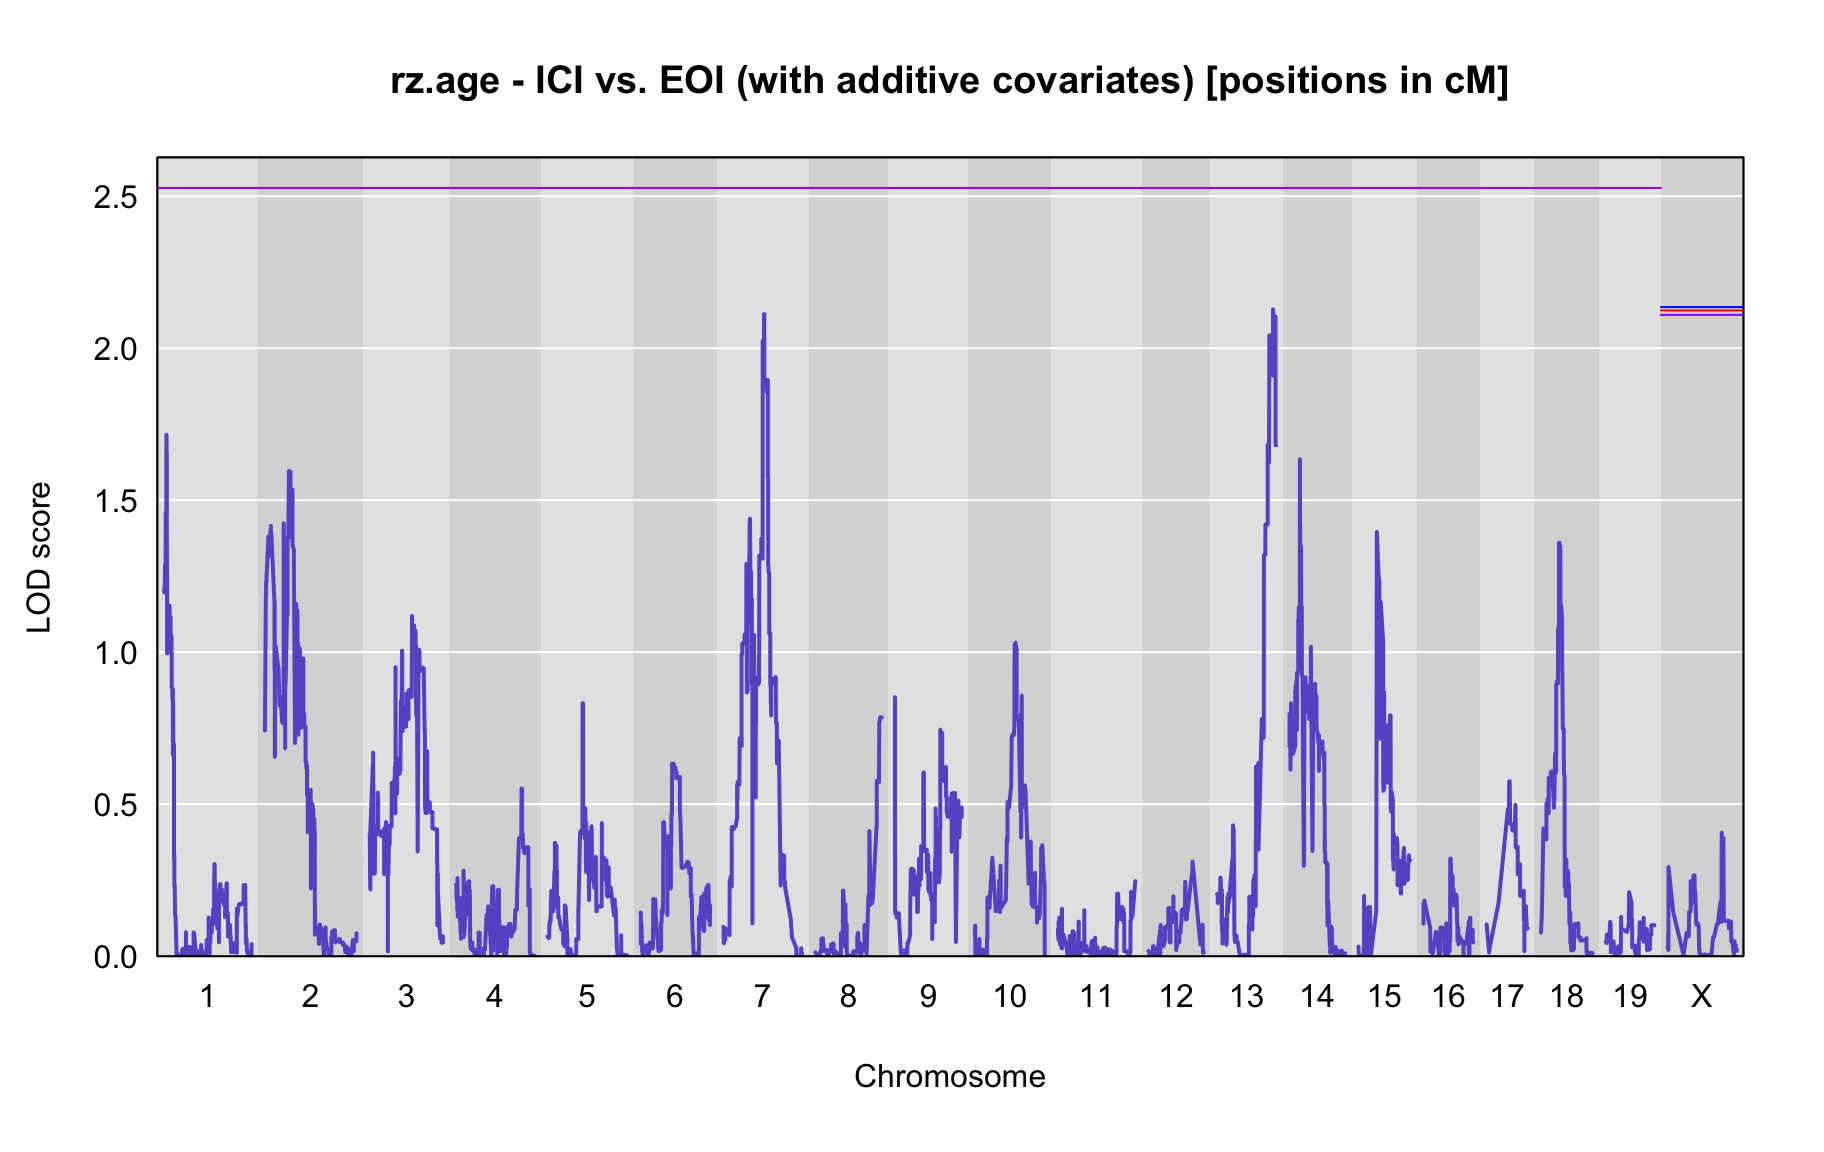 rz.age - ICI vs. EOI (with additive covariates) [positions in cM]
2.5
2.0
1.5
1.0
0.5
0.0
LOD score
1 2 3 4 5 6 7 8 9 10 11 12 13 14 15 16 17 18 19 X
Chromosome